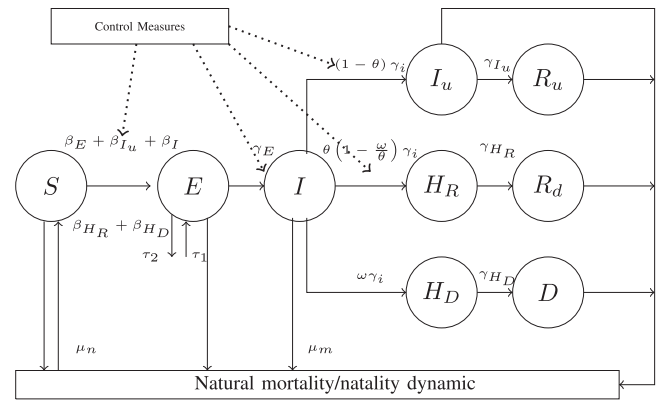 Control Measures
(1 − θ) γ_i
I_u
γ_{I_u}
R_u
β_E + β_{I_u} + β_I
γ_E
θ (1 − ω/θ) γ_i
γ_{H_R}
S
E
I
H_R
R_d
β_{H_R} + β_{H_D}
τ_2
τ_1
ωγ_i
γ_{H_D}
H_D
D
μ_n
μ_m
Natural mortality/natality dynamic